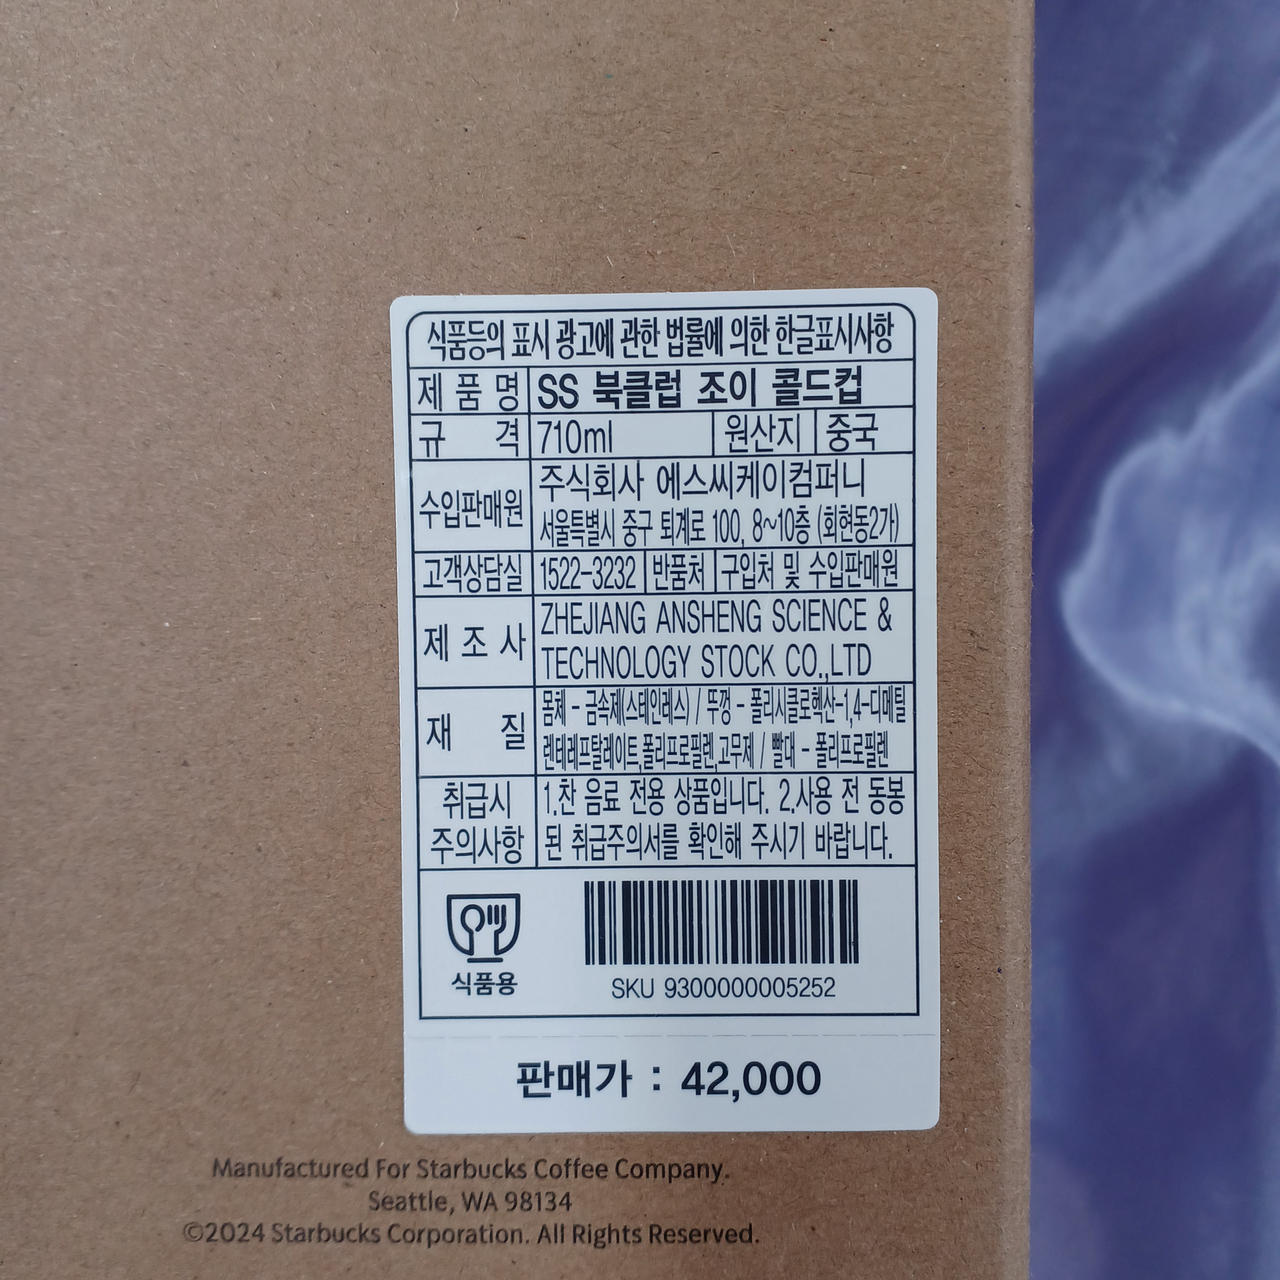 식품등의 표시 광고에 관한 법률에 의한 한글표시사항
제 품 명 SS 북클럽 조이 콜드컵
규 격 710ml 원산지 중국
수입판매원 주식회사 에스씨케이컴퍼니
서울특별시 중구 퇴계로 100, 8~10층 (회현동2가)
고객상담실 1522-3232 반품처 구입처 및 수입판매원
제 조 사 ZHEJIANG ANSHENG SCIENCE &
TECHNOLOGY STOCK CO.,LTD
재 질 몸체 - 금속제(스테인레스) / 뚜껑 - 폴리시클로헥산-1,4-디메틸
렌테레프탈레이트,폴리프로필렌,고무제 / 빨대 - 폴리프로필렌
취급시 주의사항 1.찬 음료 전용 상품입니다. 2.사용 전 동봉
된 취급주의서를 확인해 주시기 바랍니다.
식품용
SKU 9300000005252
판매가 : 42,000
Manufactured For Starbucks Coffee Company.
Seattle, WA 98134
©2024 Starbucks Corporation. All Rights Reserved.